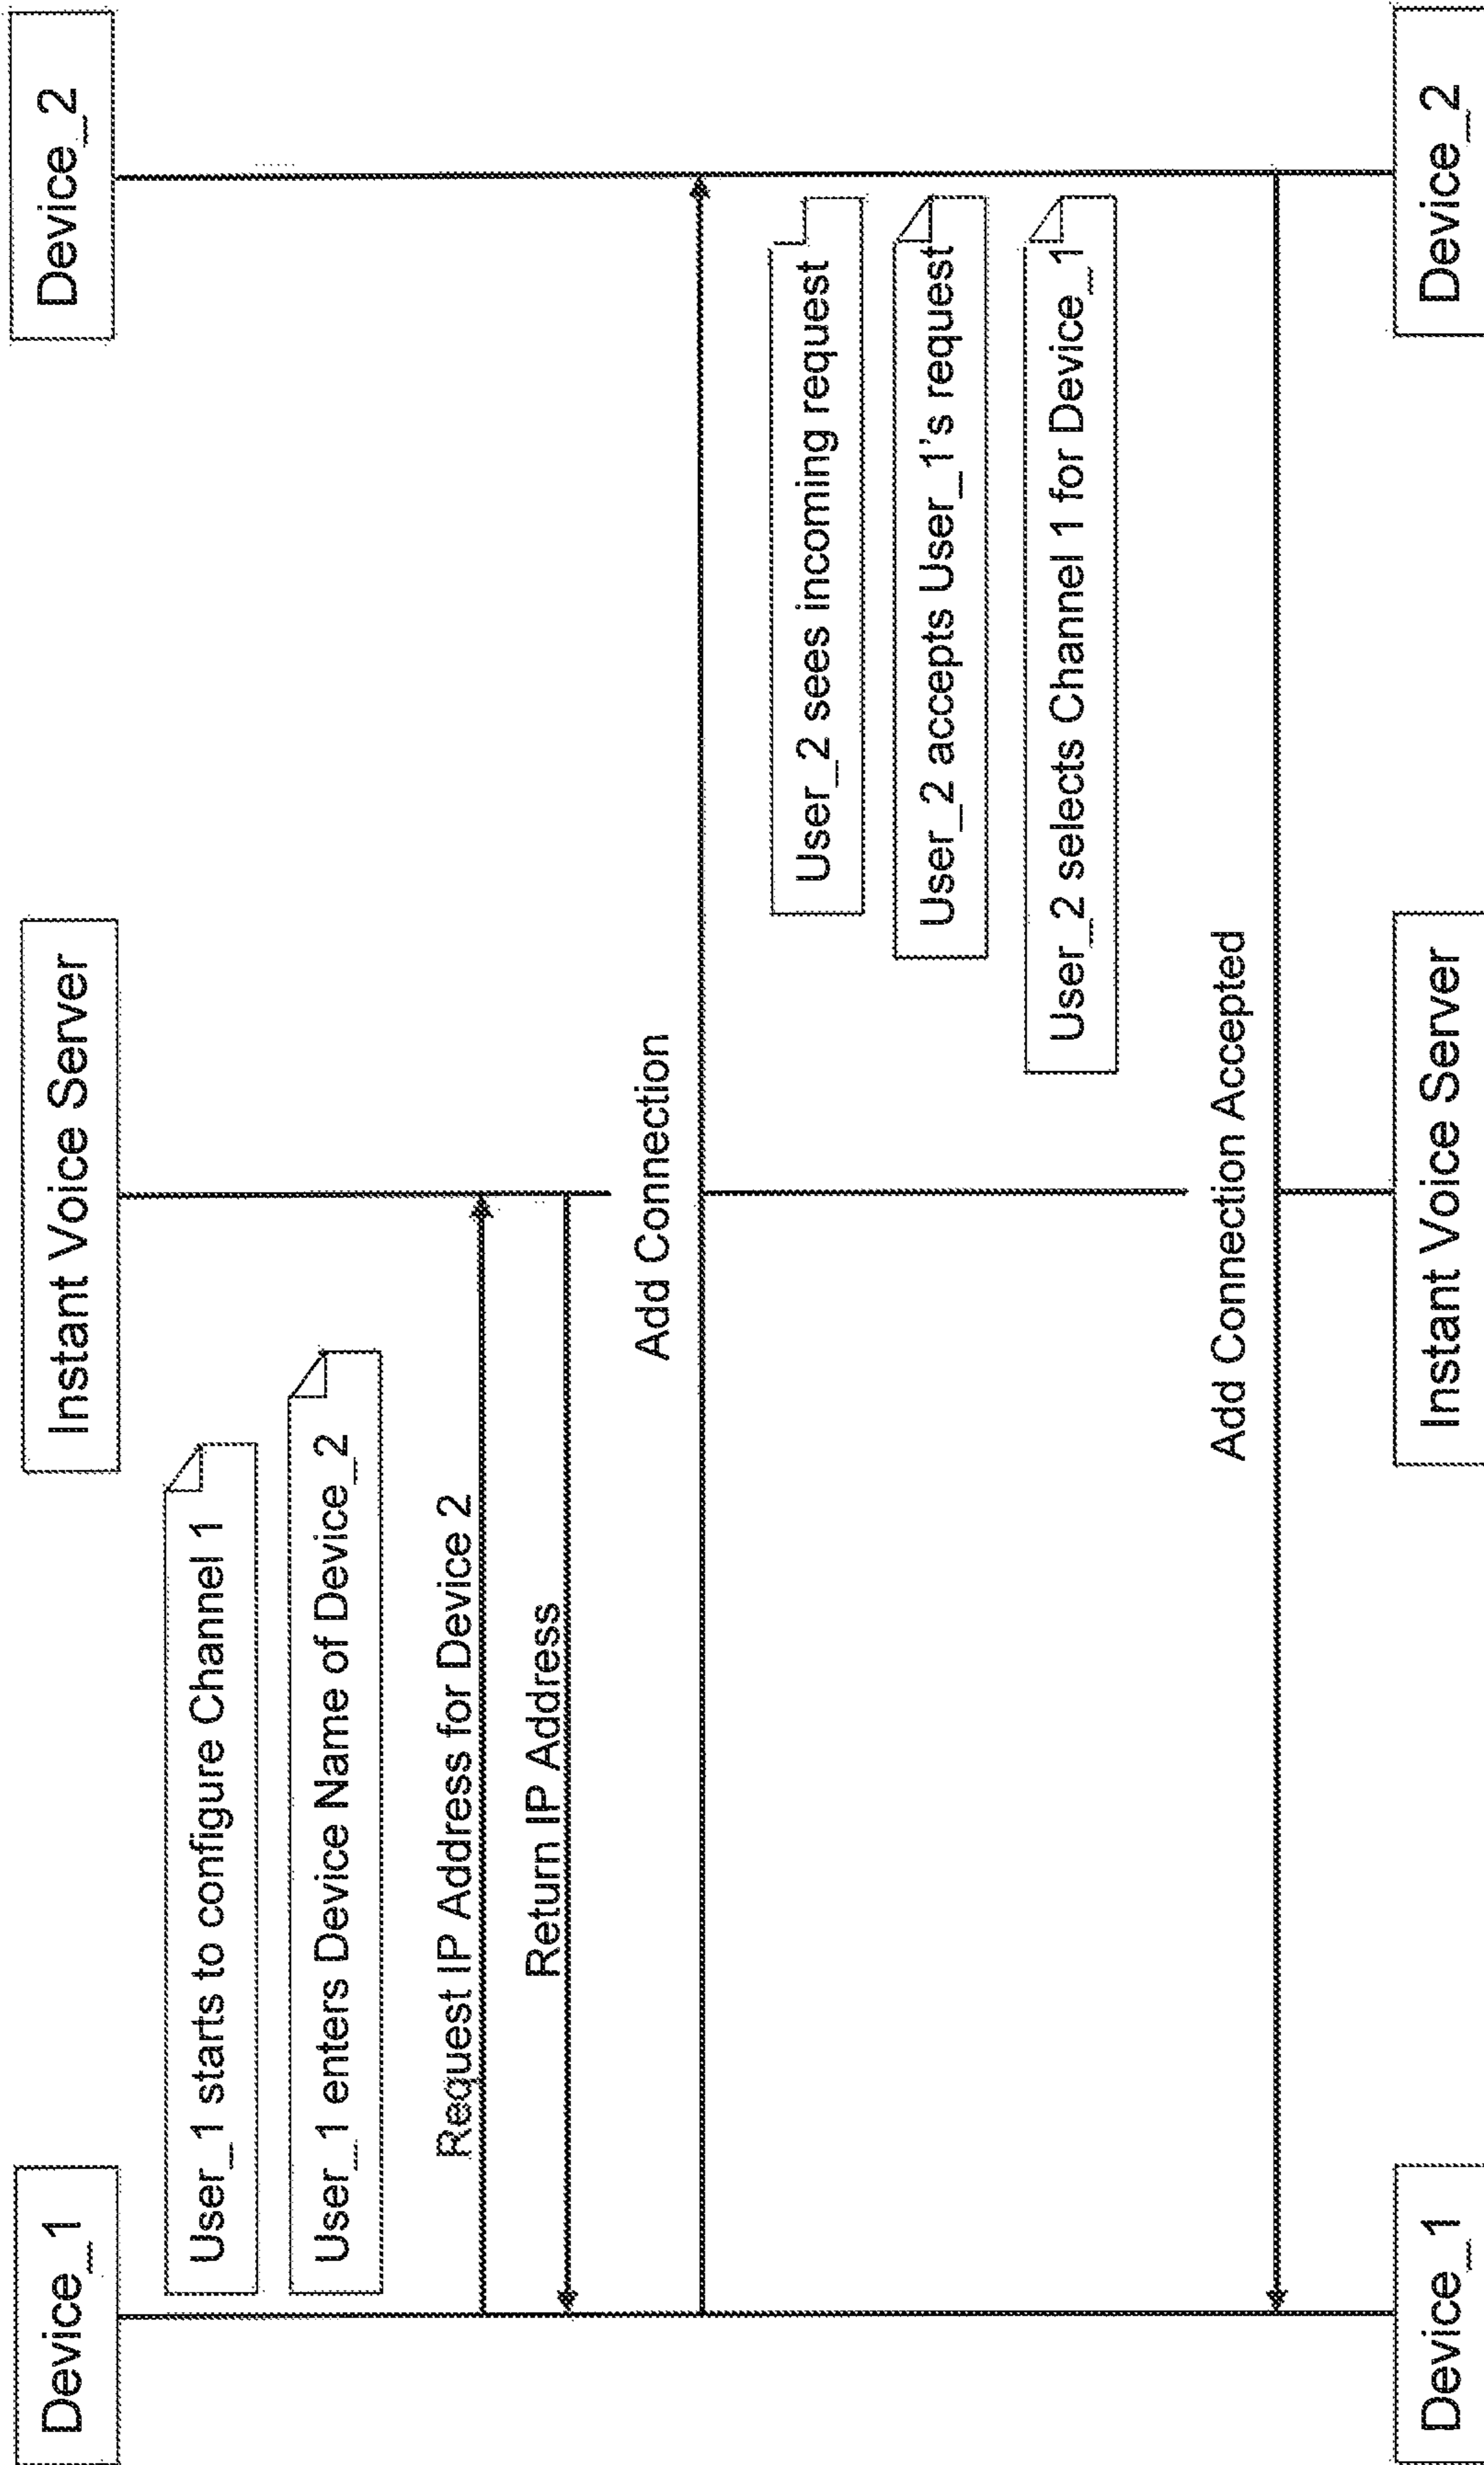 Device_1
Instant Voice Server
Device_2
User_1 starts to configure Channel 1
User_1 enters Device Name of Device_2
Request IP Address for Device 2
Return IP Address
Add Connection
User_2 sees incoming request
User_2 accepts User_1's request
User_2 selects Channel 1 for Device_1
Add Connection Accepted
Device_1
Instant Voice Server
Device_2